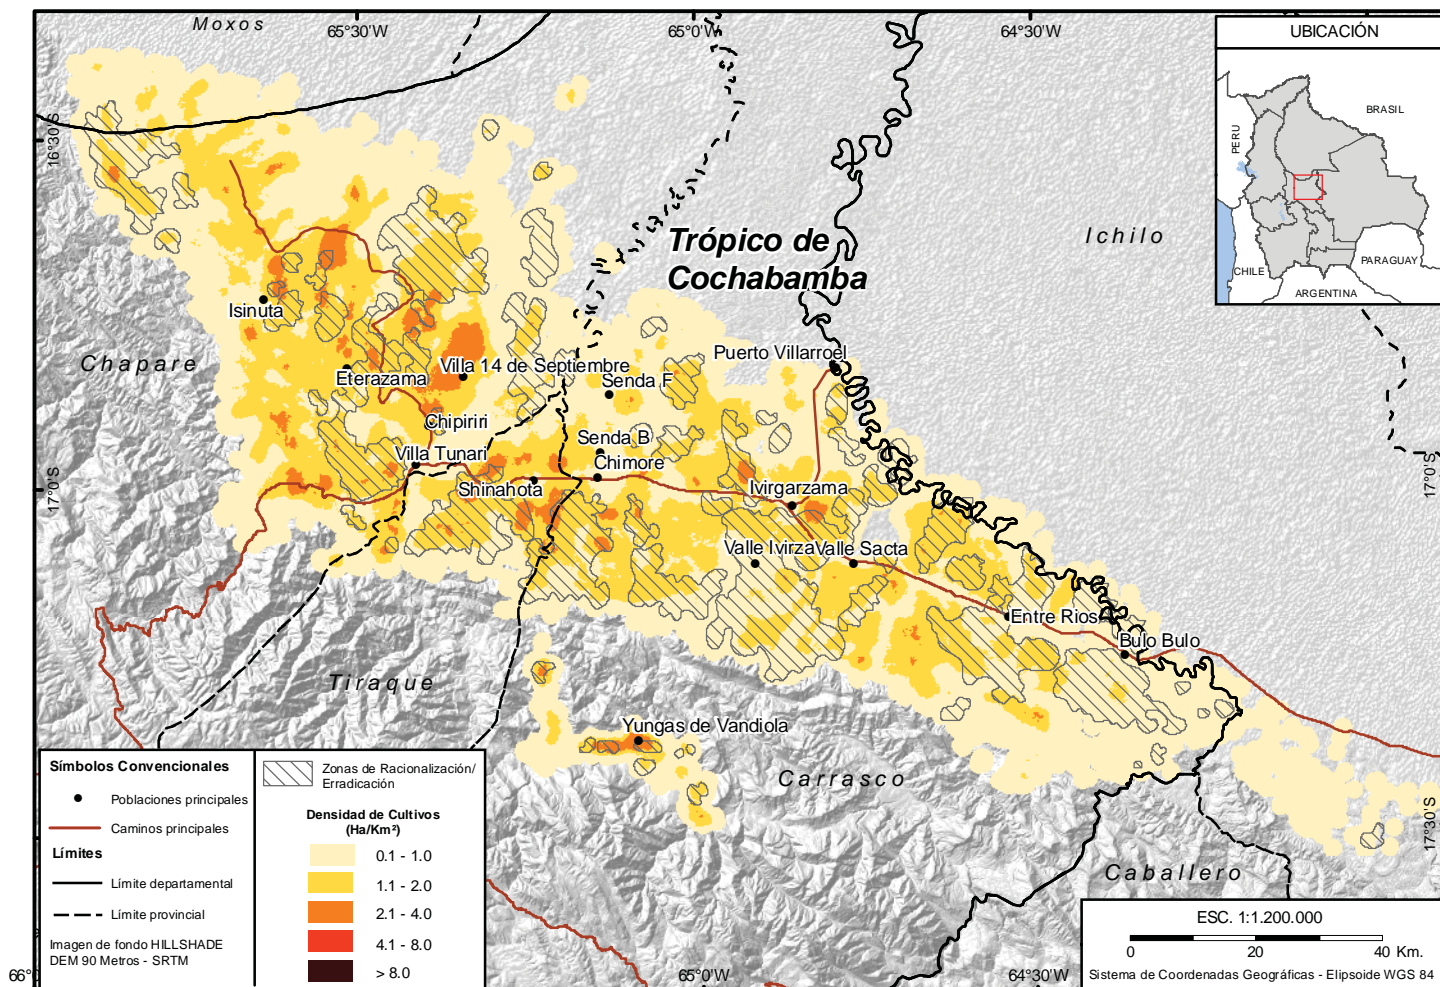 Moxos
65°30'W
65°0'W
64°30'W
UBICACIÓN
BRASIL
PERU
CHILE
PARAGUAY
ARGENTINA
16°30'S
Trópico de
Cochabamba
Ichilo
Isinuta
Chapare
Puerto Villarroel
Villa 14 de Septiembre
Eterazama
Senda F
Chipiriri
Senda B
Villa Tunari
Chimore
Shinahota
Ivirgarzama
17°0'S
17°0'S
Valle Ivirza
Valle Sacta
Entre Rios
Bulo Bulo
Tiraque
Yungas de Vandiola
Carrasco
17°30'S
Caballero
Símbolos Convencionales
Poblaciones principales
Caminos principales
Límites
Límite departamental
Límite provincial
Imagen de fondo HILLSHADE
DEM 90 Metros - SRTM
Zonas de Racionalización/
Erradicación
Densidad de Cultivos
(Ha/Km²)
0.1 - 1.0
1.1 - 2.0
2.1 - 4.0
4.1 - 8.0
> 8.0
ESC. 1:1.200.000
0 20 40 Km.
Sistema de Coordenadas Geográficas - Elipsoide WGS 84
65°0'W
64°30'W